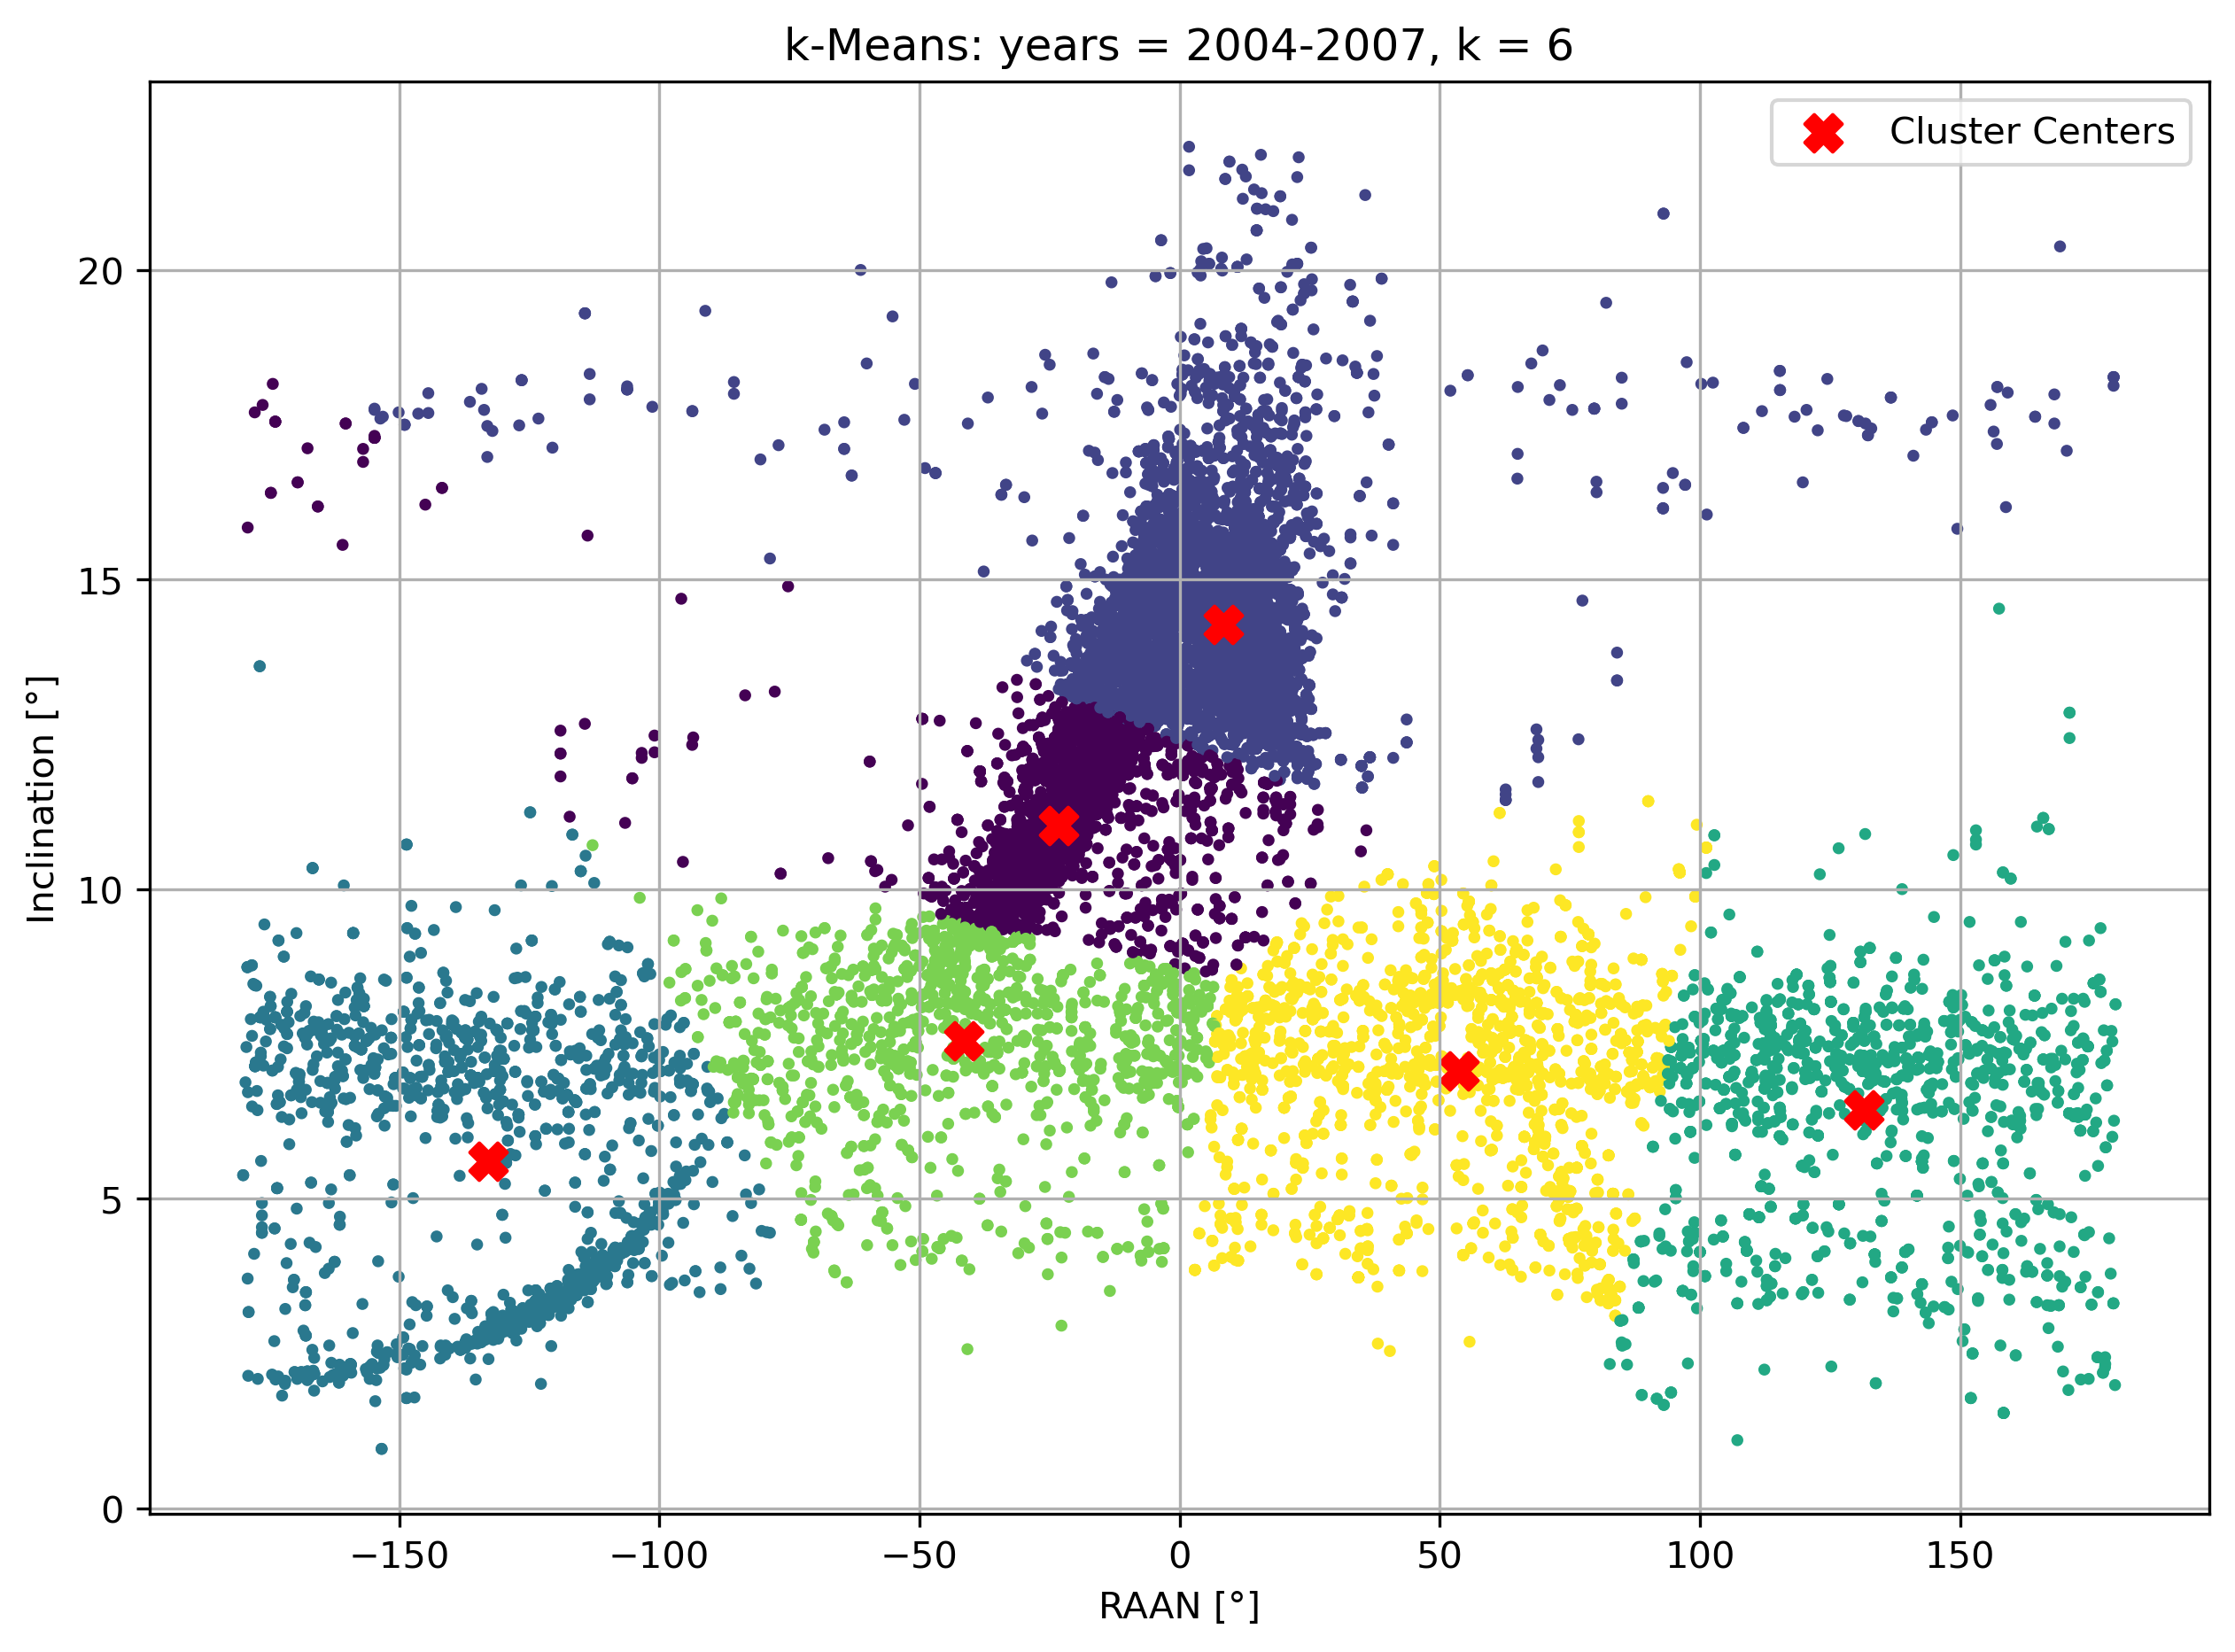 k-Means: years = 2004-2007, k = 6
Cluster Centers
Inclination [°]
20
15
10
5
0
−150 −100 −50 0 50 100 150
RAAN [°]